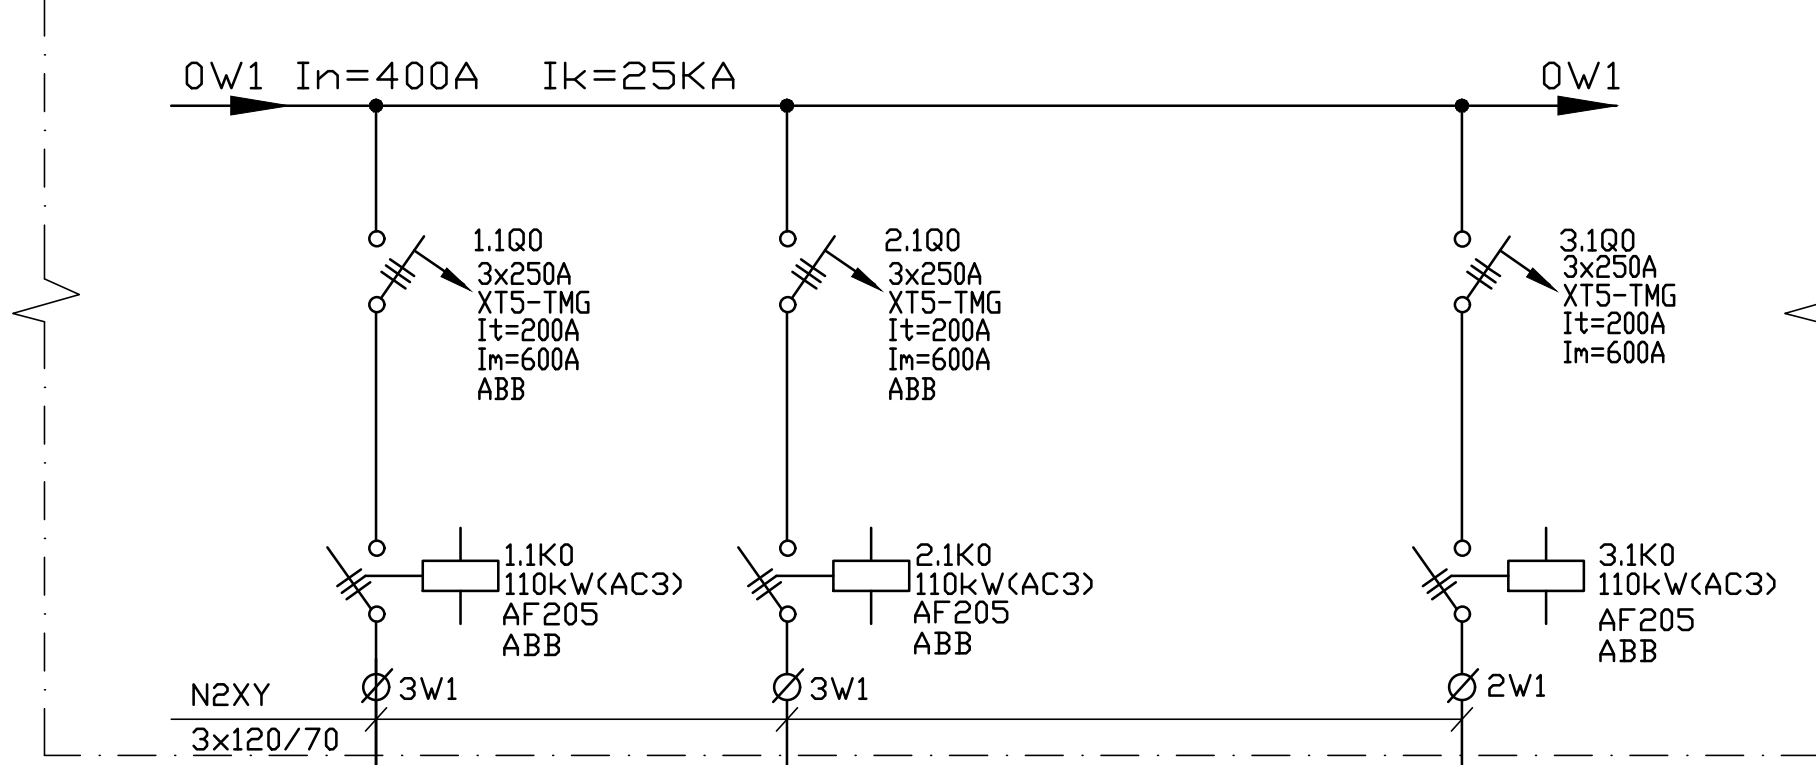 0W1 In=400A Ik=25KA
0W1
1.1Q0
3x250A
XT5-TMG
It=200A
Im=600A
ABB
2.1Q0
3x250A
XT5-TMG
It=200A
Im=600A
ABB
3.1Q0
3x250A
XT5-TMG
It=200A
Im=600A
1.1K0
110kW(AC3)
AF205
ABB
2.1K0
110kW(AC3)
AF205
ABB
3.1K0
110kW(AC3)
AF205
ABB
N2XY
3x120/70
3W1
3W1
2W1